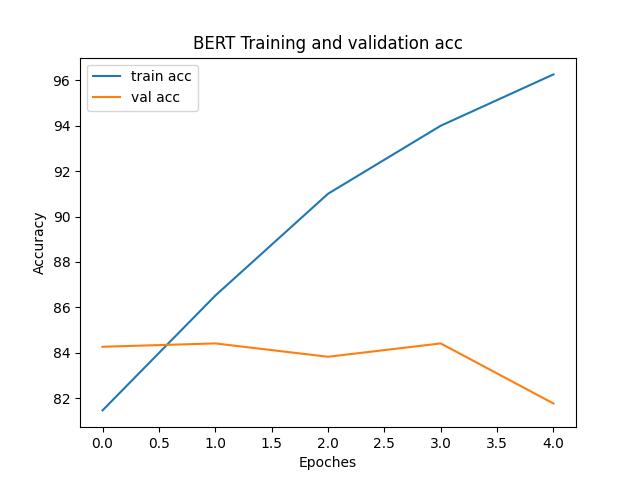 BERT Training and validation acc
train acc
val acc
Accuracy
96
94
92
90
88
86
84
82
0.0 0.5 1.0 1.5 2.0 2.5 3.0 3.5 4.0
Epoches